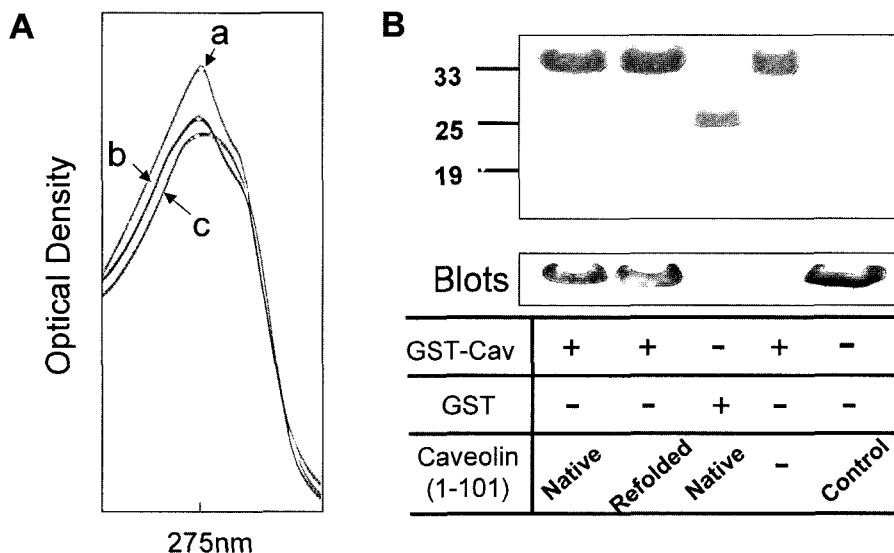 A
a
b
c
Optical Density
275nm
B
33
25
19
Blots
GST-Cav + + - + -
GST - - + - -
Caveolin (1-101) Native Refolded Native - Control